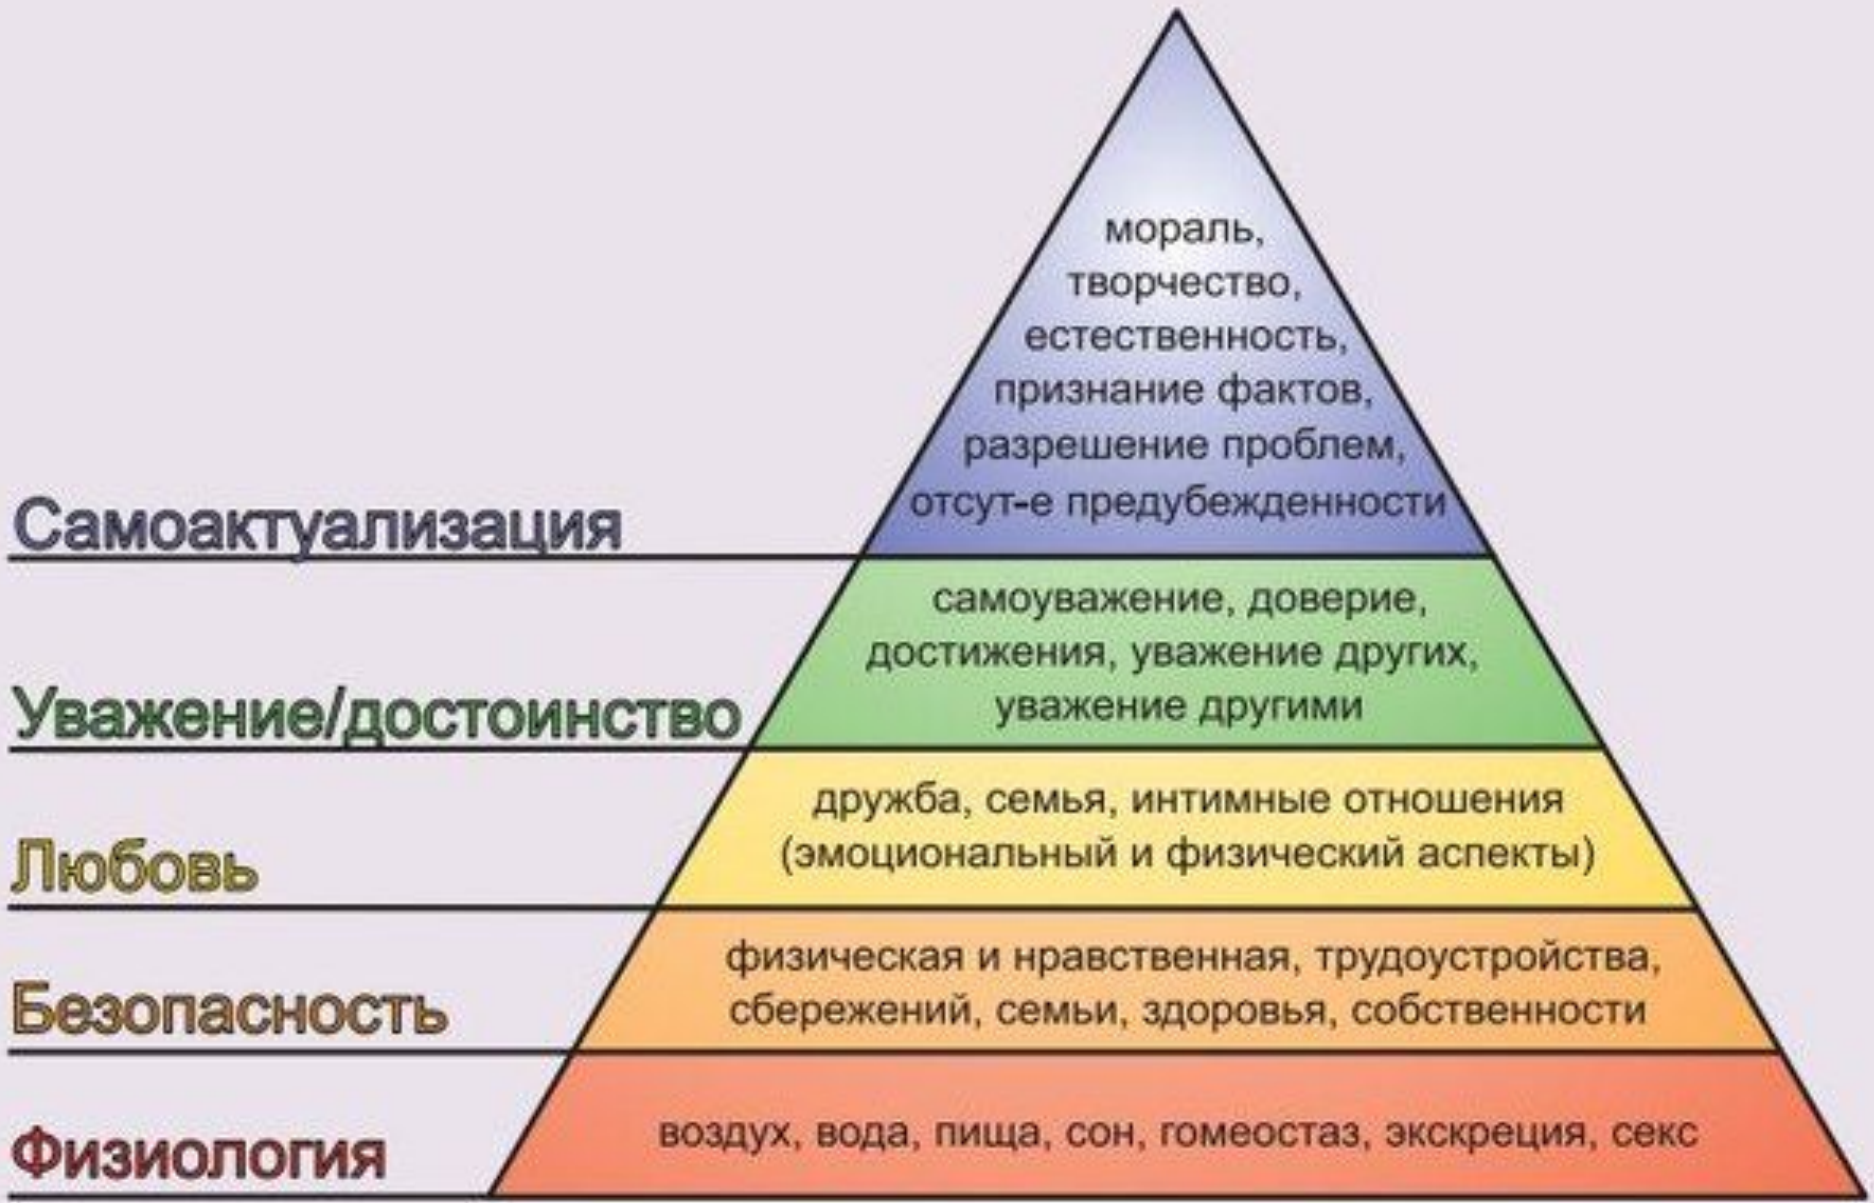 мораль,
творчество,
естественность,
признание фактов,
разрешение проблем,
отсут-е предубежденности
Самоактуализация
самоуважение, доверие,
достижения, уважение других,
уважение другими
Уважение/достоинство
дружба, семья, интимные отношения
(эмоциональный и физический аспекты)
Любовь
физическая и нравственная, трудоустройства,
сбережений, семьи, здоровья, собственности
Безопасность
воздух, вода, пища, сон, гомеостаз, экскреция, секс
Физиология